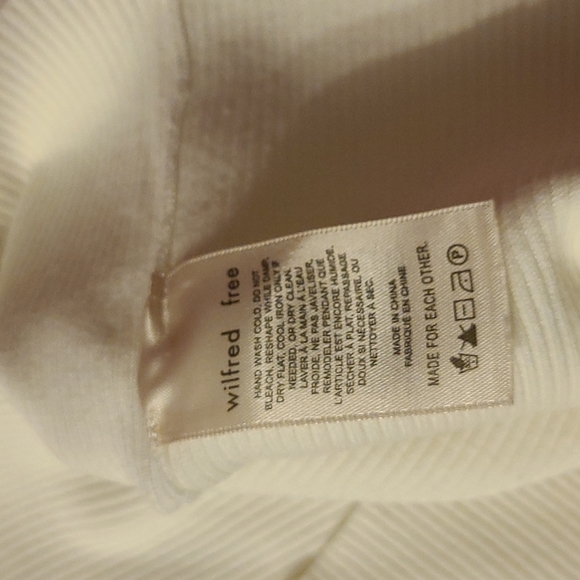 wilfred free
HAND WASH COLD, DO NOT
BLEACH, RESHAPE WHILE DAMP,
DRY FLAT, COOL IRON ONLY IF
NEEDED, OR DRY CLEAN.
LAVER À LA MAIN À L'EAU
FROIDE, NE PAS JAVELISER,
REMODELER PENDANT QUE
L'ARTICLE EST ENCORE HUMIDE,
SÉCHER À PLAT, REPASSAGE
DOUX SI NÉCESSAIRE, OU
NETTOYER À SEC.
MADE IN CHINA
FABRIQUÉ EN CHINE
MADE FOR EACH OTHER.
P